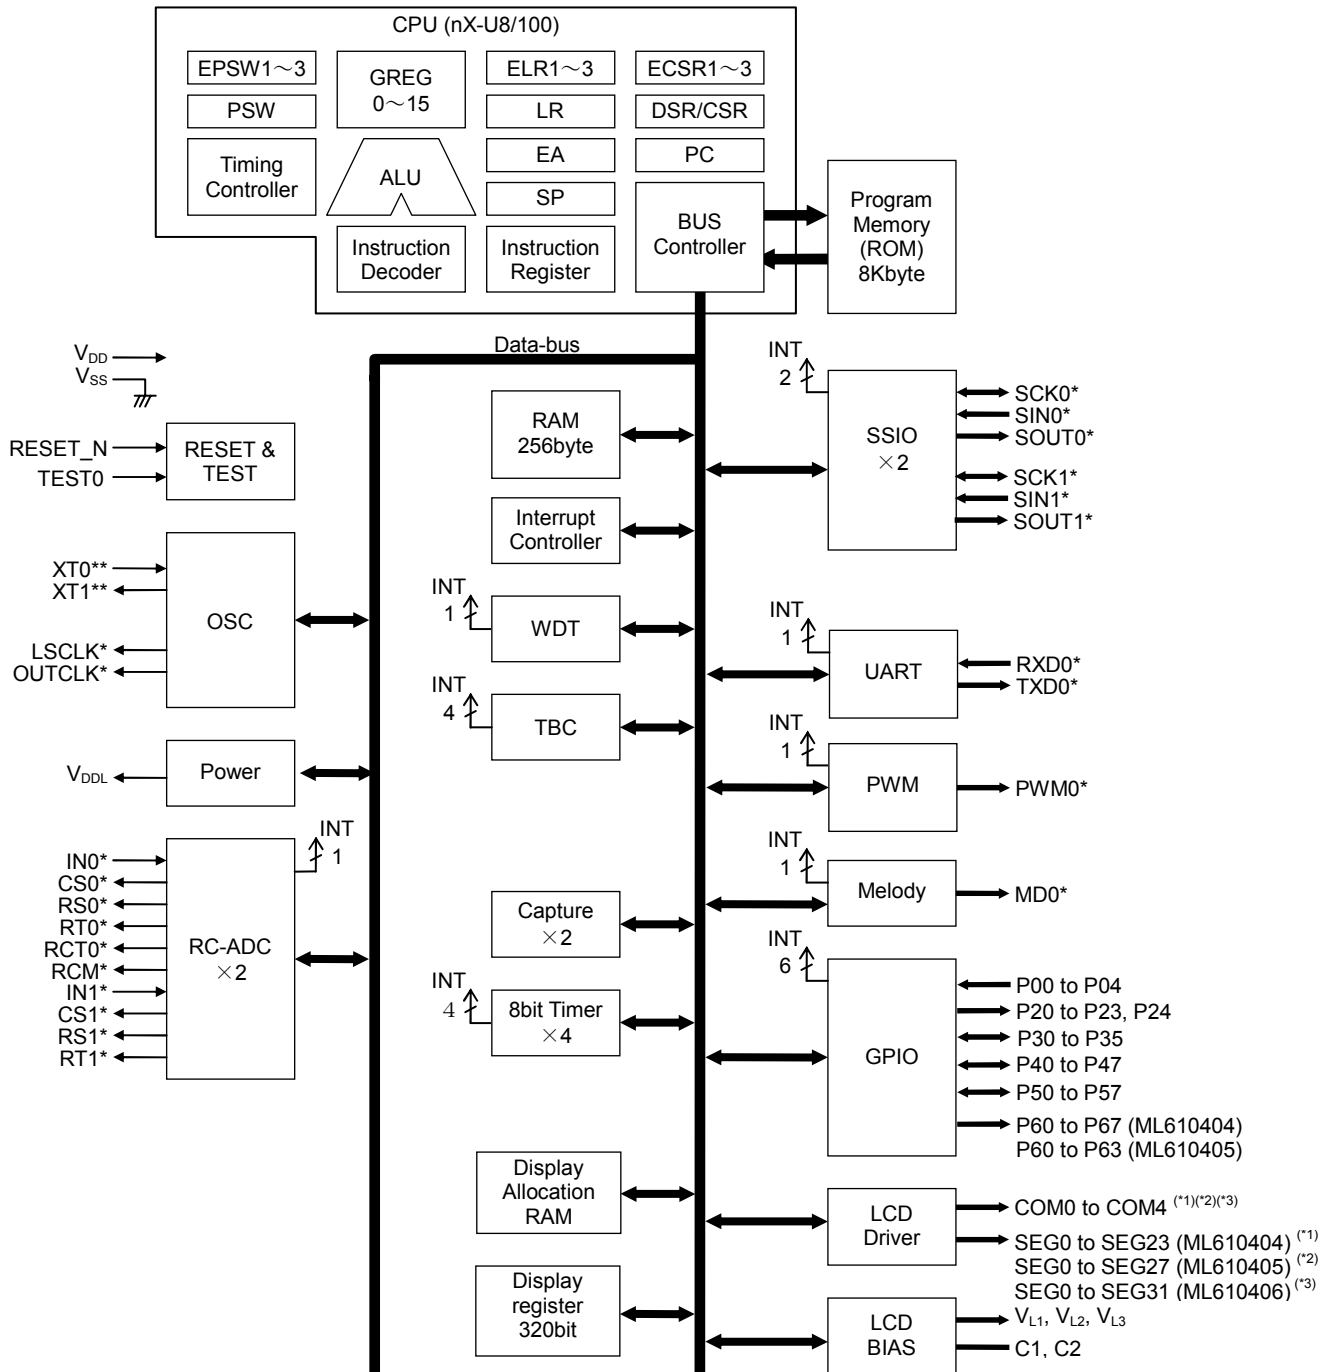 CPU (nX-U8/100)
EPSW1～3
GREG
0～15
ELR1～3
ECSR1～3
PSW
LR
DSR/CSR
Timing
Controller
ALU
EA
PC
SP
BUS
Controller
Instruction
Decoder
Instruction
Register
Program
Memory
(ROM)
8Kbyte
Data-bus
VDD
VSS
RESET_N
TEST0
RESET &
TEST
XT0**
XT1**
LSCLK*
OUTCLK*
OSC
VDDL
Power
IN0*
CS0*
RS0*
RT0*
RCT0*
RCM*
IN1*
CS1*
RS1*
RT1*
RC-ADC
×2
INT
1
RAM
256byte
Interrupt
Controller
INT
1
WDT
INT
4
TBC
Capture
×2
INT
4
8bit Timer
×4
Display
Allocation
RAM
Display
register
320bit
INT
2
SSIO
×2
SCK0*
SIN0*
SOUT0*
SCK1*
SIN1*
SOUT1*
INT
1
UART
RXD0*
TXD0*
INT
1
PWM
PWM0*
INT
1
Melody
MD0*
INT
6
GPIO
P00 to P04
P20 to P23, P24
P30 to P35
P40 to P47
P50 to P57
P60 to P67 (ML610404)
P60 to P63 (ML610405)
LCD
Driver
COM0 to COM4 (*1)(*2)(*3)
SEG0 to SEG23 (ML610404) (*1)
SEG0 to SEG27 (ML610405) (*2)
SEG0 to SEG31 (ML610406) (*3)
LCD
BIAS
VL1, VL2, VL3
C1, C2